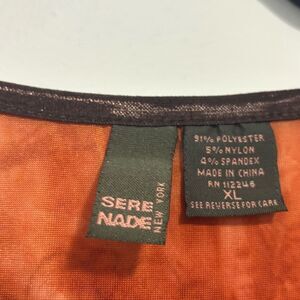 SERE
NADE
NEW YORK
91% POLYESTER
5% NYLON
4% SPANDEX
MADE IN CHINA
RN 112246
XL
SEE REVERSE FOR CARE